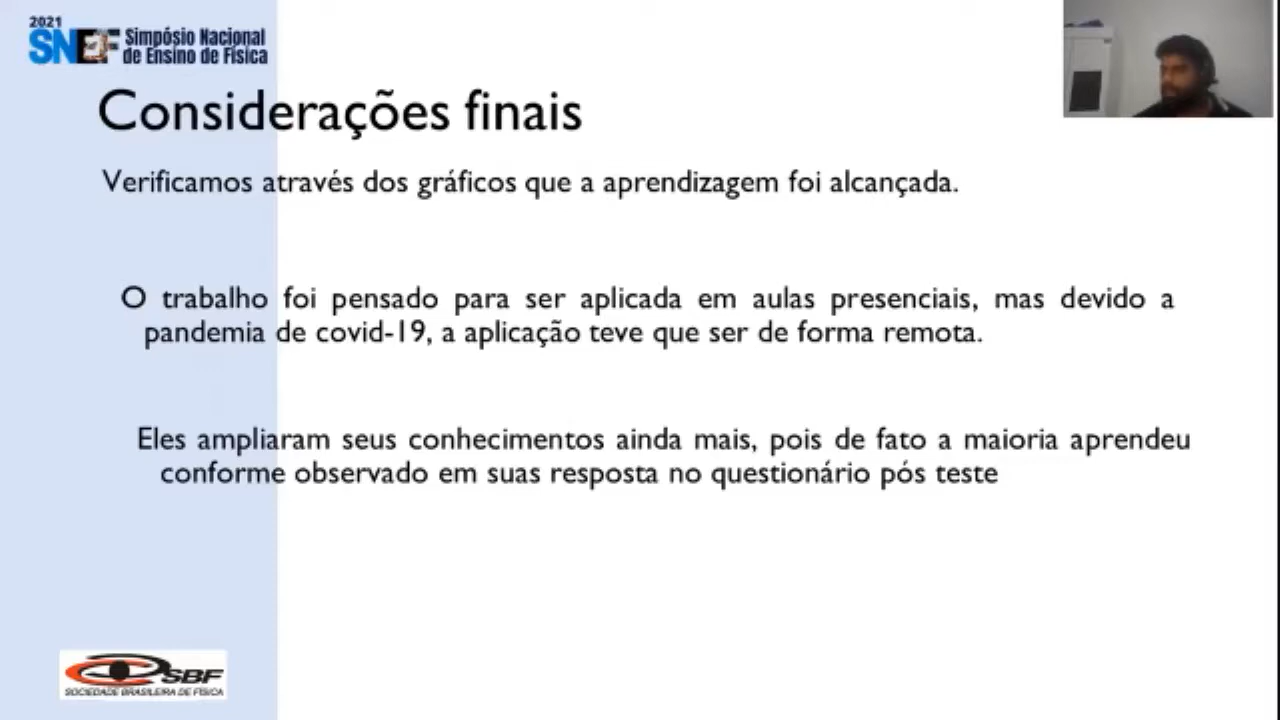 2021
SNEF Simpósio Nacional
de Ensino de Física
Considerações finais
Verificamos através dos gráficos que a aprendizagem foi alcançada.
O trabalho foi pensado para ser aplicada em aulas presenciais, mas devido a
pandemia de covid-19, a aplicação teve que ser de forma remota.
Eles ampliaram seus conhecimentos ainda mais, pois de fato a maioria aprendeu
conforme observado em suas resposta no questionário pós teste
SBF
SOCIEDADE BRASILEIRA DE FÍSICA